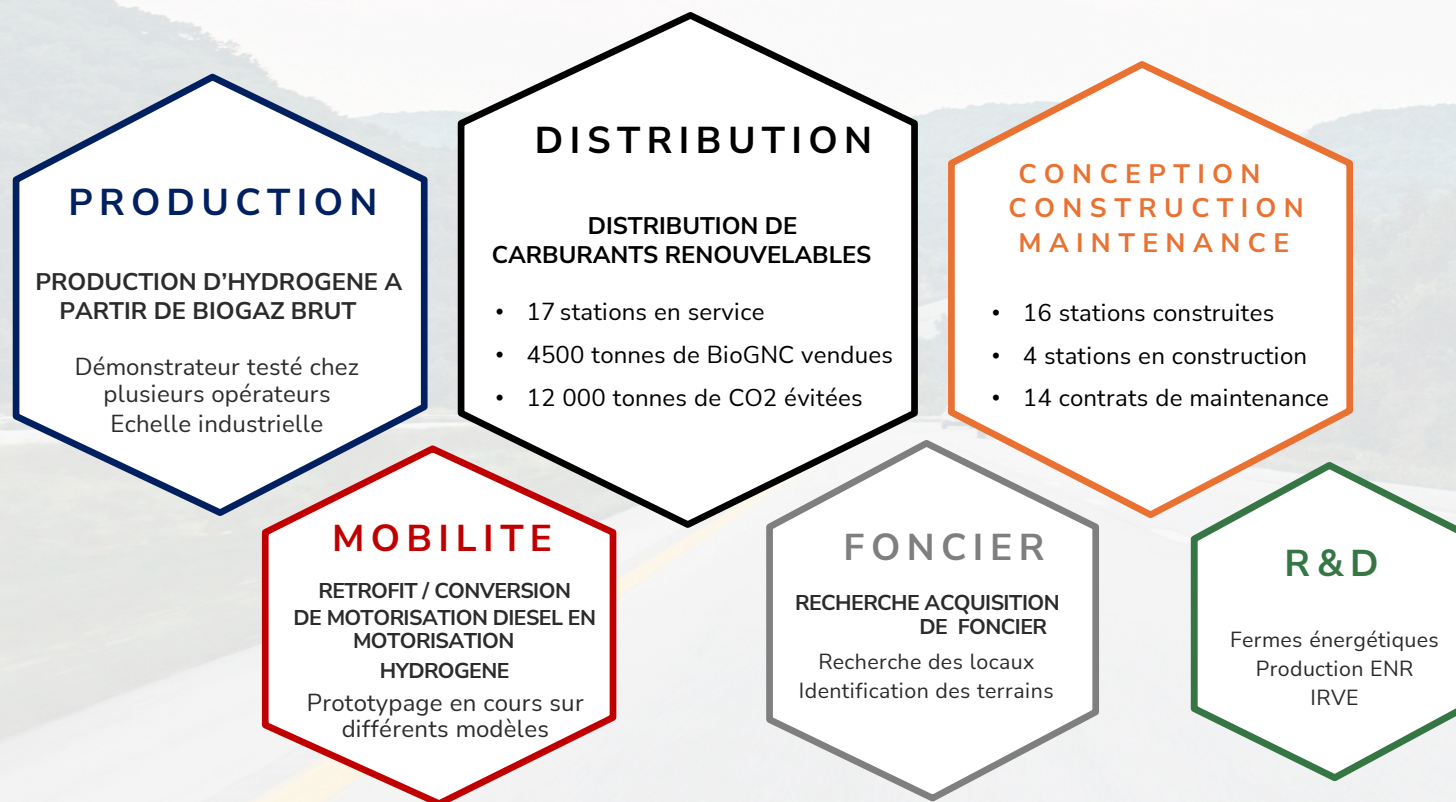 PRODUCTION
PRODUCTION D'HYDROGENE A
PARTIR DE BIOGAZ BRUT
Démonstrateur testé chez
plusieurs opérateurs
Echelle industrielle
DISTRIBUTION
DISTRIBUTION DE
CARBURANTS RENOUVELABLES
• 17 stations en service
• 4500 tonnes de BioGNC vendues
• 12 000 tonnes de CO2 évitées
CONCEPTION
CONSTRUCTION
MAINTENANCE
• 16 stations construites
• 4 stations en construction
• 14 contrats de maintenance
MOBILITE
RETROFIT / CONVERSION
DE MOTORISATION DIESEL EN
MOTORISATION
HYDROGENE
Prototypage en cours sur
différents modèles
FONCIER
RECHERCHE ACQUISITION
DE FONCIER
Recherche des locaux
Identification des terrains
R&D
Fermes énergétiques
Production ENR
IRVE